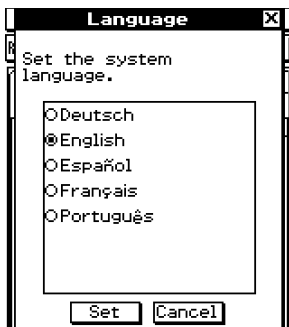 Language X
Set the system
language.
Deutsch
English
Español
Français
Português
Set Cancel